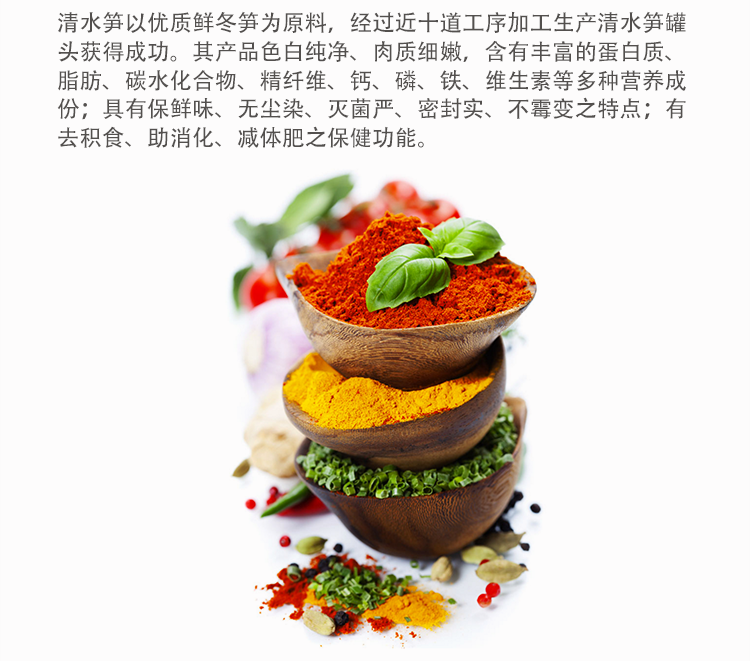 清水笋以优质鲜冬笋为原料，经过近十道工序加工生产清水笋罐
头获得成功。其产品色白纯净、肉质细嫩，含有丰富的蛋白质、
脂肪、碳水化合物、精纤维、钙、磷、铁、维生素等多种营养成
份；具有保鲜味、无尘染、灭菌严、密封实、不霉变之特点；有
去积食、助消化、减体肥之保健功能。